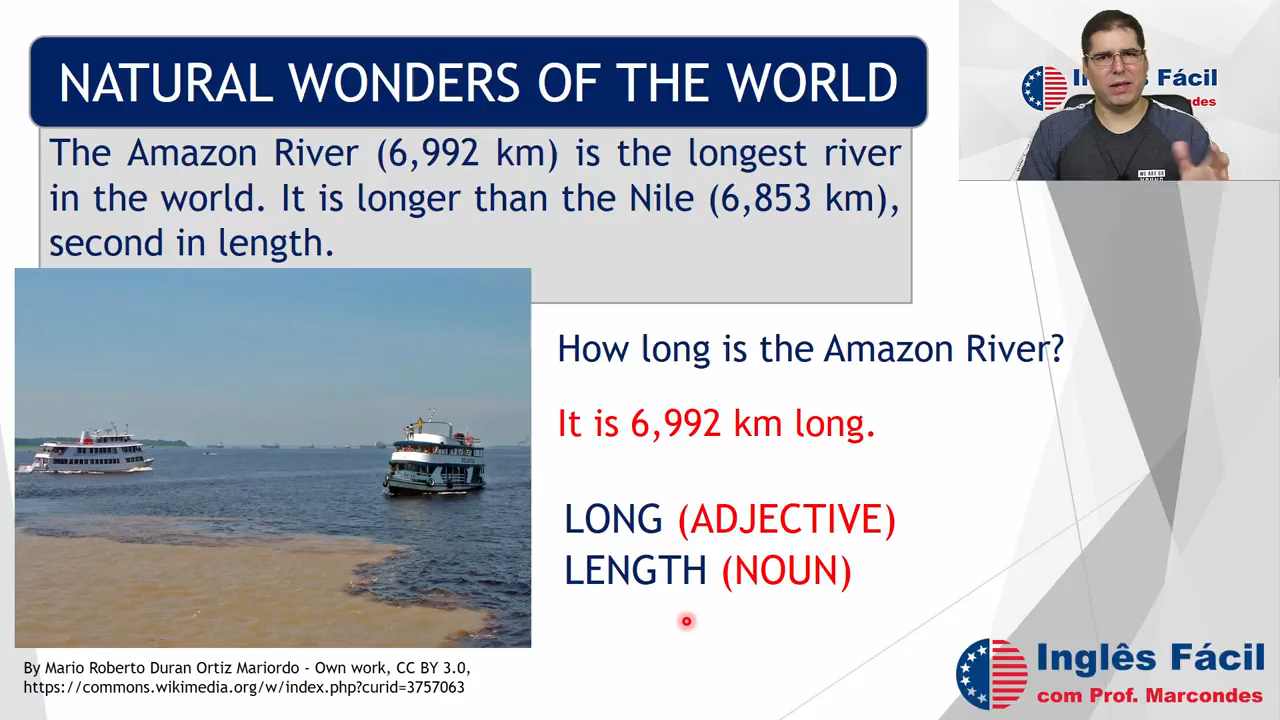 NATURAL WONDERS OF THE WORLD
The Amazon River (6,992 km) is the longest river
in the world. It is longer than the Nile (6,853 km),
second in length.
How long is the Amazon River?
It is 6,992 km long.
LONG (ADJECTIVE)
LENGTH (NOUN)
By Mario Roberto Duran Ortiz Mariordo - Own work, CC BY 3.0,
https://commons.wikimedia.org/w/index.php?curid=3757063
Inglês Fácil
com Prof. Marcondes